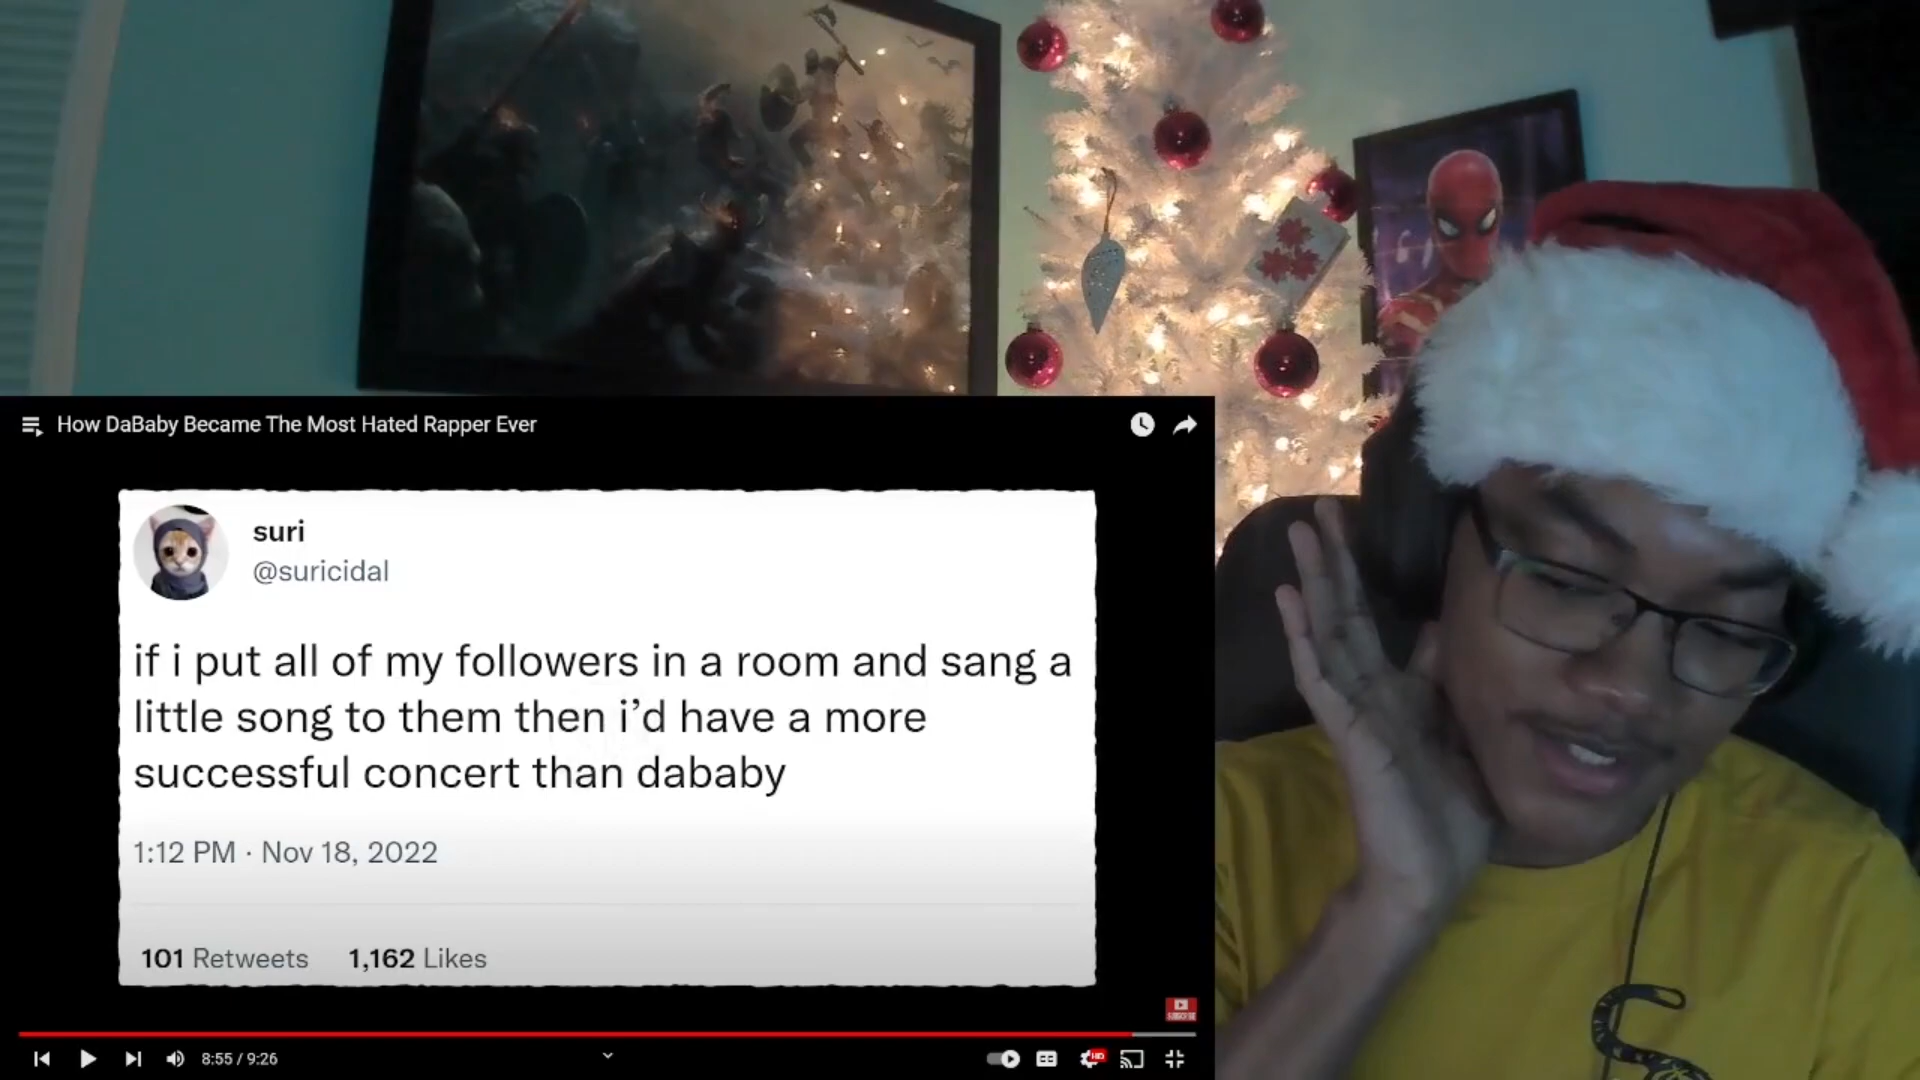 How DaBaby Became The Most Hated Rapper Ever
suri
@suricidal
if i put all of my followers in a room and sang a
little song to them then i’d have a more
successful concert than dababy
1:12 PM · Nov 18, 2022
101 Retweets 1,162 Likes
SUBSCRIBE
8:55 / 9:26
HD